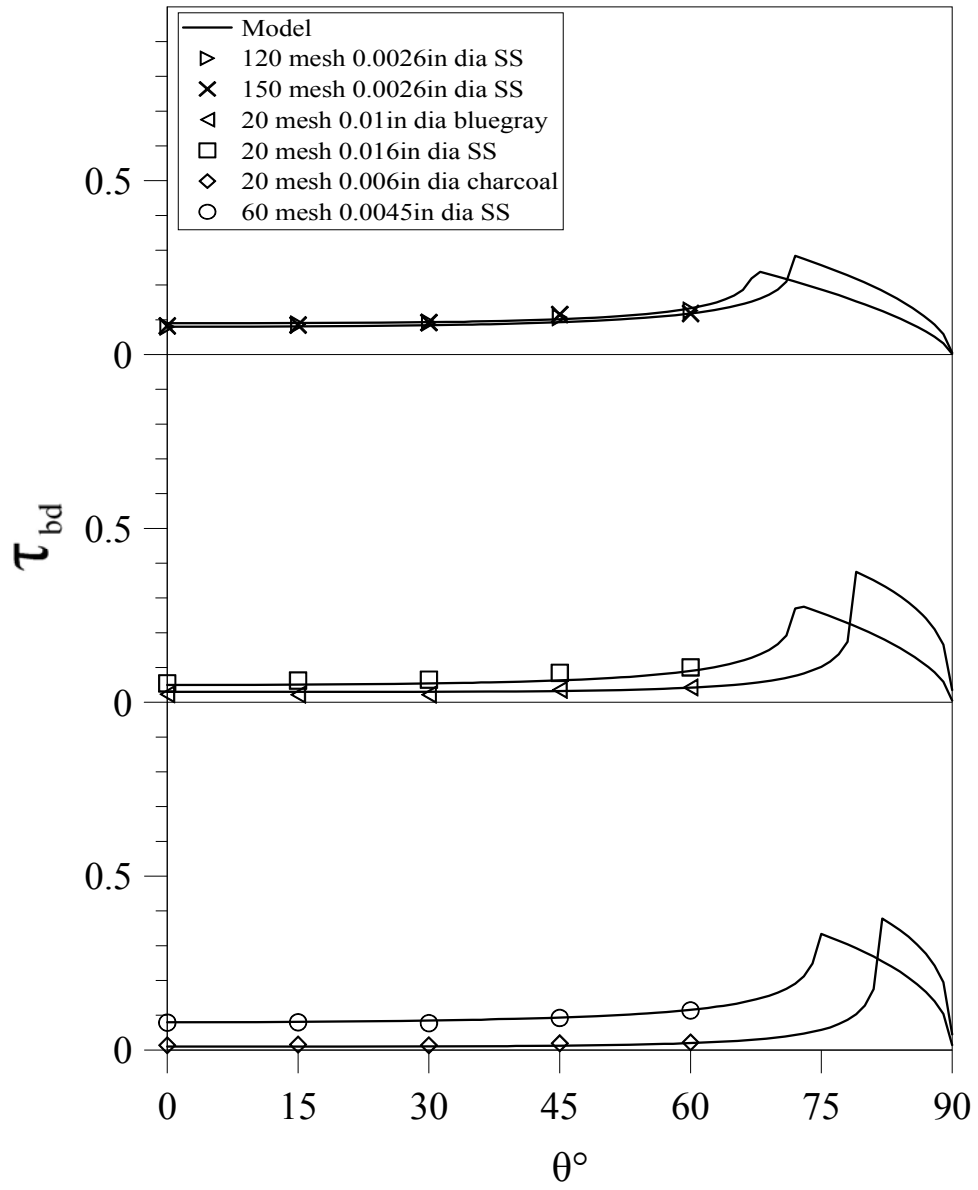 Model
120 mesh 0.0026in dia SS
150 mesh 0.0026in dia SS
20 mesh 0.01in dia bluegray
20 mesh 0.016in dia SS
20 mesh 0.006in dia charcoal
60 mesh 0.0045in dia SS
0.5
0
0.5
0
0.5
0
τbd
0 15 30 45 60 75 90
θ°